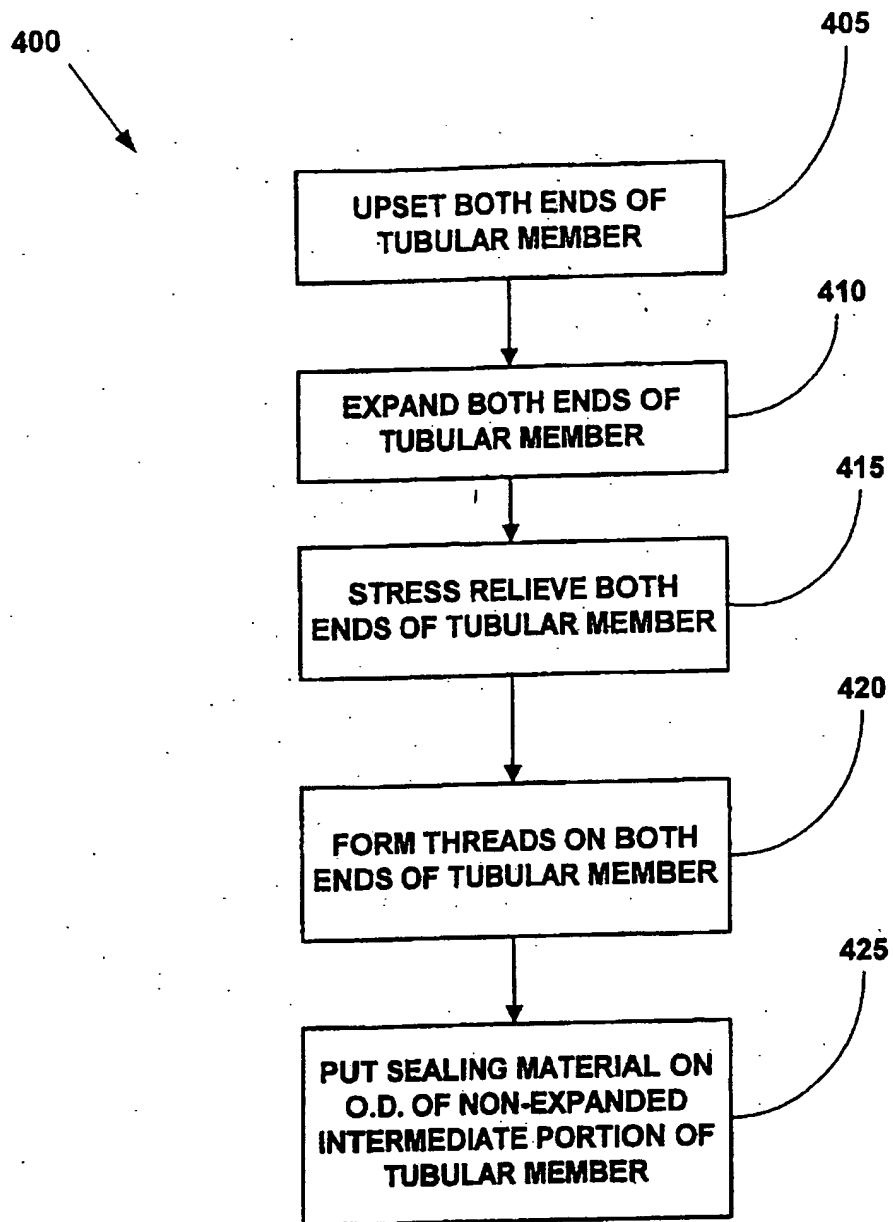 400
405
UPSET BOTH ENDS OF
TUBULAR MEMBER
410
EXPAND BOTH ENDS OF
TUBULAR MEMBER
415
STRESS RELIEVE BOTH
ENDS OF TUBULAR MEMBER
420
FORM THREADS ON BOTH
ENDS OF TUBULAR MEMBER
425
PUT SEALING MATERIAL ON
O.D. OF NON-EXPANDED
INTERMEDIATE PORTION OF
TUBULAR MEMBER